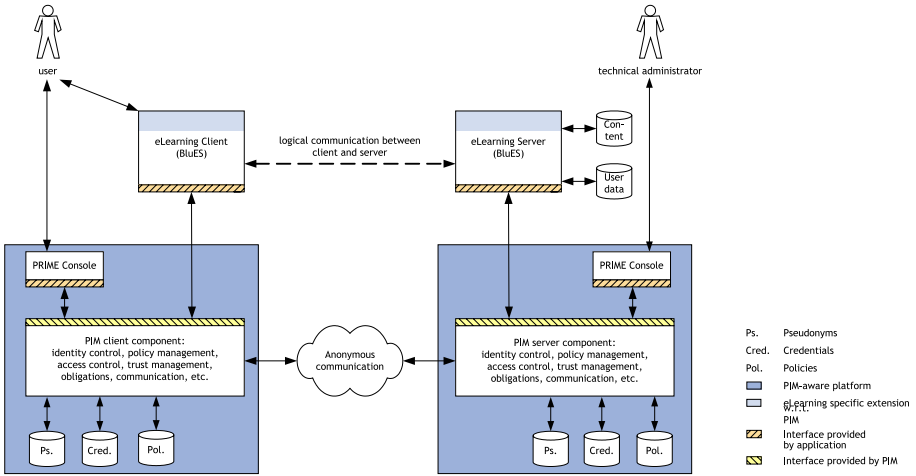 user
technical administrator
eLearning Client
(BluES)
logical communication between
client and server
eLearning Server
(BluES)
Con-
tent
User
data
PRIME Console
PRIME Console
PIM client component:
identity control, policy management,
access control, trust management,
obligations, communication, etc.
Anonymous
communication
PIM server component:
identity control, policy management,
access control, trust management,
obligations, communication, etc.
Ps.
Cred.
Pol.
Ps.
Cred.
Pol.
Ps. Pseudonyms
Cred. Credentials
Pol. Policies
PIM-aware platform
eLearning specific extension
w.r.t.
PIM
Interface provided
by application
Interface provided by PIM